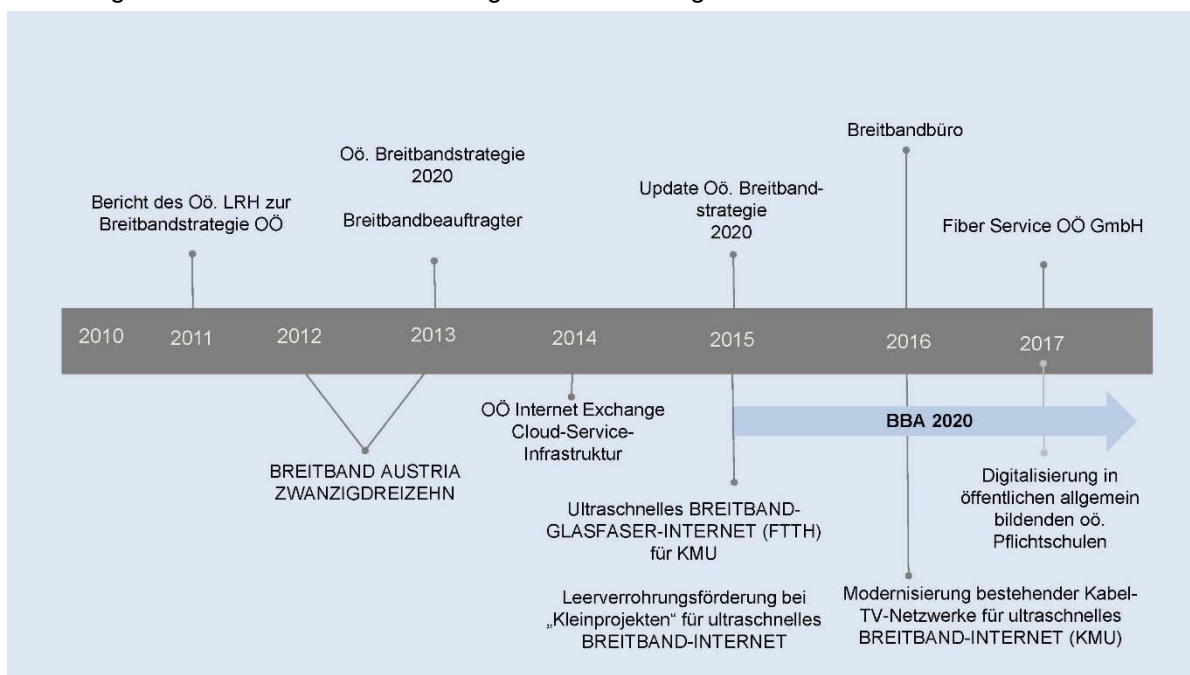 Breitbandbüro
Oö. Breitbandstrategie
2020
Breitbandbeauftragter
Update Oö. Breitband-
strategie
2020
Bericht des Oö. LRH zur
Breitbandstrategie OÖ
Fiber Service OÖ GmbH
2010 2011 2012 2013 2014 2015 2016 2017
BBA 2020
BREITBAND AUSTRIA
ZWANZIGDREIZEHN
OÖ Internet Exchange
Cloud-Service-
Infrastruktur
Ultraschnelles BREITBAND-
GLASFASER-INTERNET (FTTH)
für KMU
Leerverrohrungsförderung bei
„Kleinprojekten“ für ultraschnelles
BREITBAND-INTERNET
Digitalisierung in
öffentlichen allgemein
bildenden oö.
Pflichtschulen
Modernisierung bestehender Kabel-
TV-Netzwerke für ultraschnelles
BREITBAND-INTERNET (KMU)